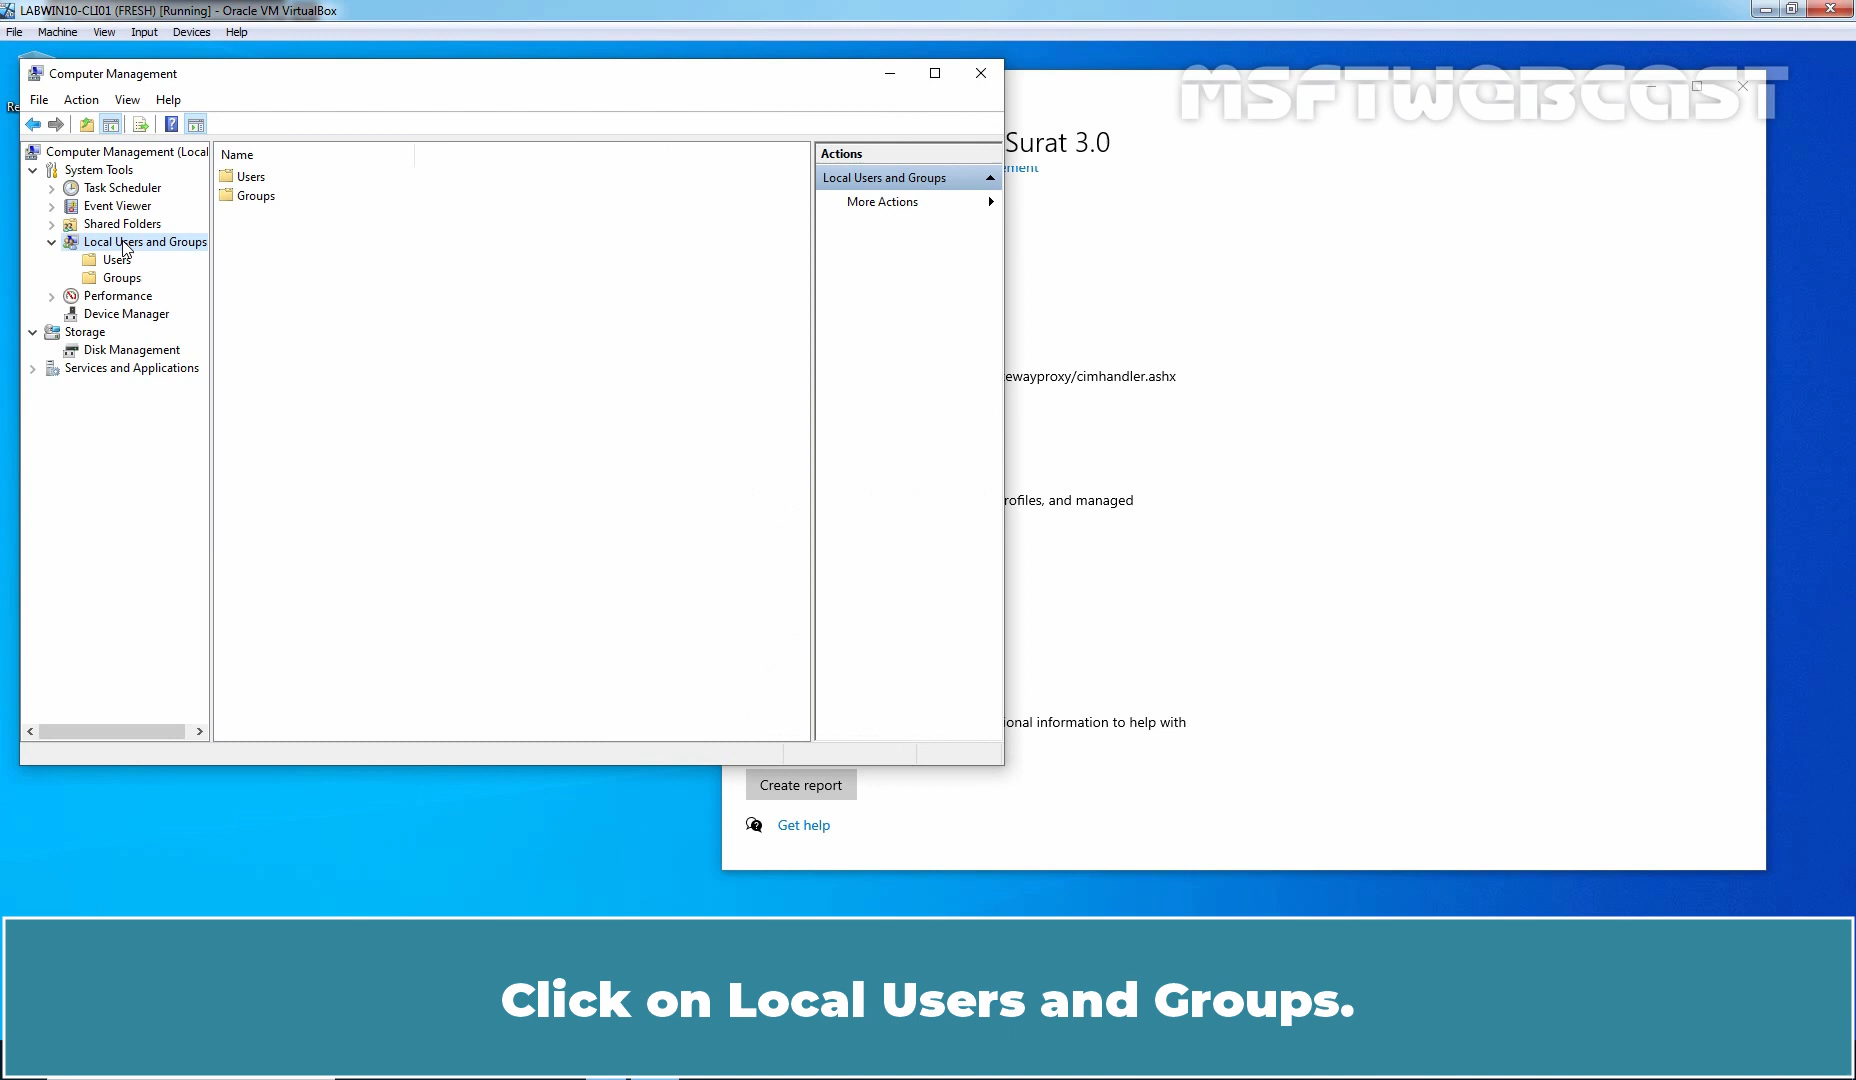 LABWIN10-CLI01 (FRESH) [Running] - Oracle VM VirtualBox
File Machine View Input Devices Help
Computer Management
File Action View Help
Computer Management (Local
System Tools
Task Scheduler
Event Viewer
Shared Folders
Local Users and Groups
Users
Groups
Performance
Device Manager
Storage
Disk Management
Services and Applications
Name
Users
Groups
Actions
Local Users and Groups
More Actions
MSFTWEBCAST
Surat 3.0
ement
ewayproxy/cimhandler.ashx
rofiles, and managed
ional information to help with
Create report
Get help
Re
Click on Local Users and Groups.